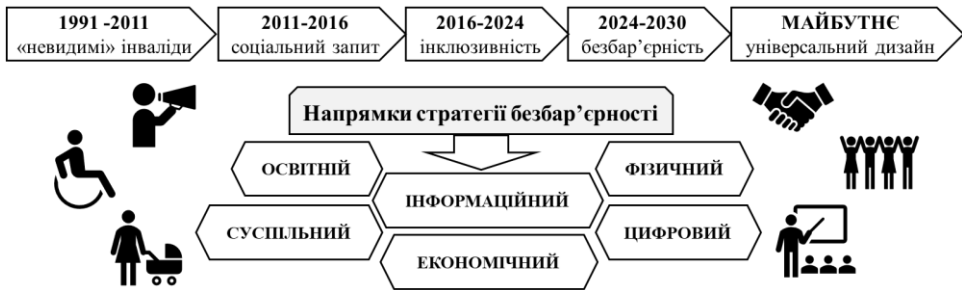 1991 -2011
«невидимі» інваліди
2011-2016
соціальний запит
2016-2024
інклюзивність
2024-2030
безбар’єрність
МАЙБУТНЄ
універсальний дизайн
Напрямки стратегії безбар’єрності
ОСВІТНІЙ
ФІЗИЧНИЙ
ІНФОРМАЦІЙНИЙ
СУСПІЛЬНИЙ
ЦИФРОВИЙ
ЕКОНОМІЧНИЙ